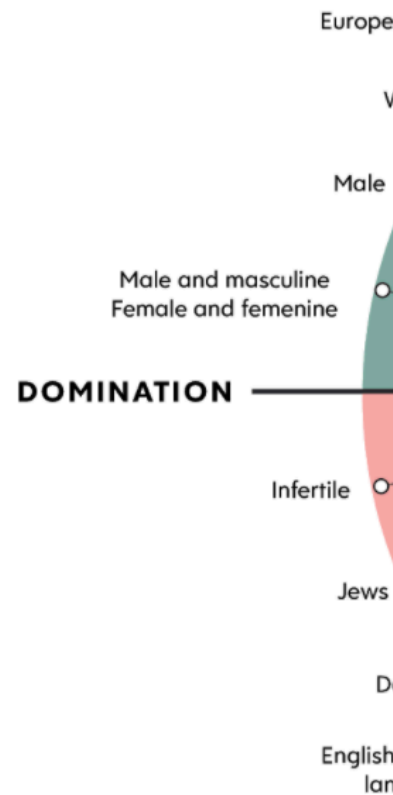 Europe
Male
Male and masculine
Female and femenine
DOMINATION
Infertile
Jews
English